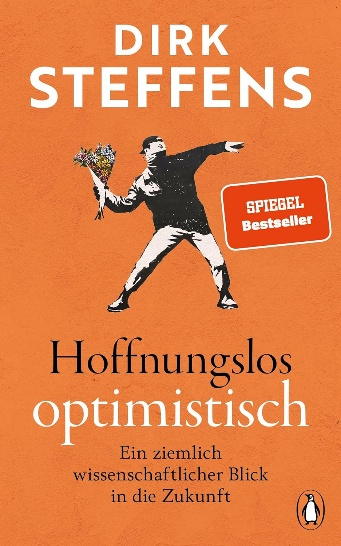 DIRK
STEFFENS
SPIEGEL
Bestseller
Hoffnungslos
optimistisch
Ein ziemlich
wissenschaftlicher Blick
in die Zukunft